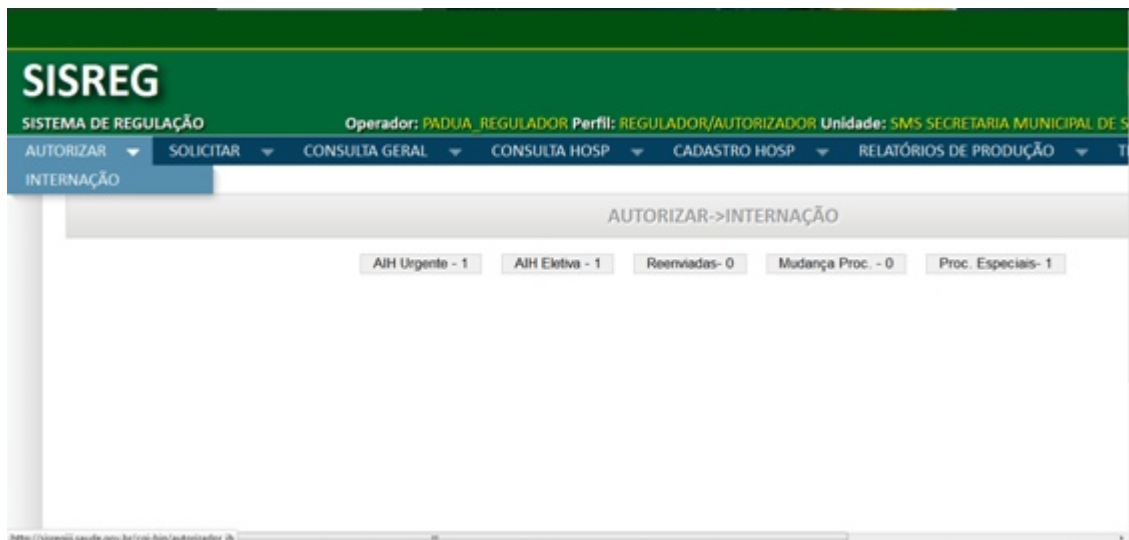 SISREG
SISTEMA DE REGULAÇÃO Operador: PADUA_REGULADOR Perfil: REGULADOR/AUTORIZADOR Unidade: SMS SECRETARIA MUNICIPAL DE S
AUTORIZAR SOLICITAR CONSULTA GERAL CONSULTA HOSP CADASTRO HOSP RELATÓRIOS DE PRODUÇÃO
INTERNAÇÃO
AUTORIZAR->INTERNAÇÃO
AIH Urgente - 1 AIH Eletiva - 1 Reenviadas- 0 Mudança Proc. - 0 Proc. Especiais- 1